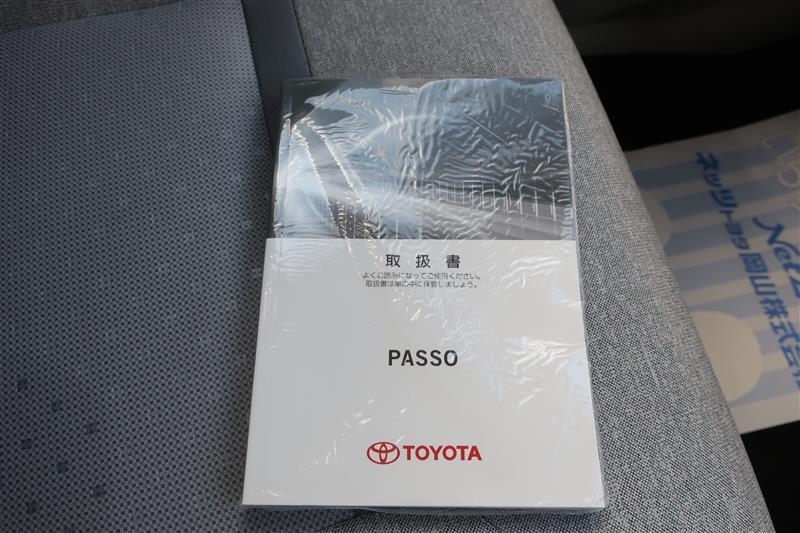 取扱書
よくお読みになってご使用ください。
取扱書は車の中に保管しましょう。
PASSO
TOYOTA
Netz
ネッツトヨタ岡山株式会社